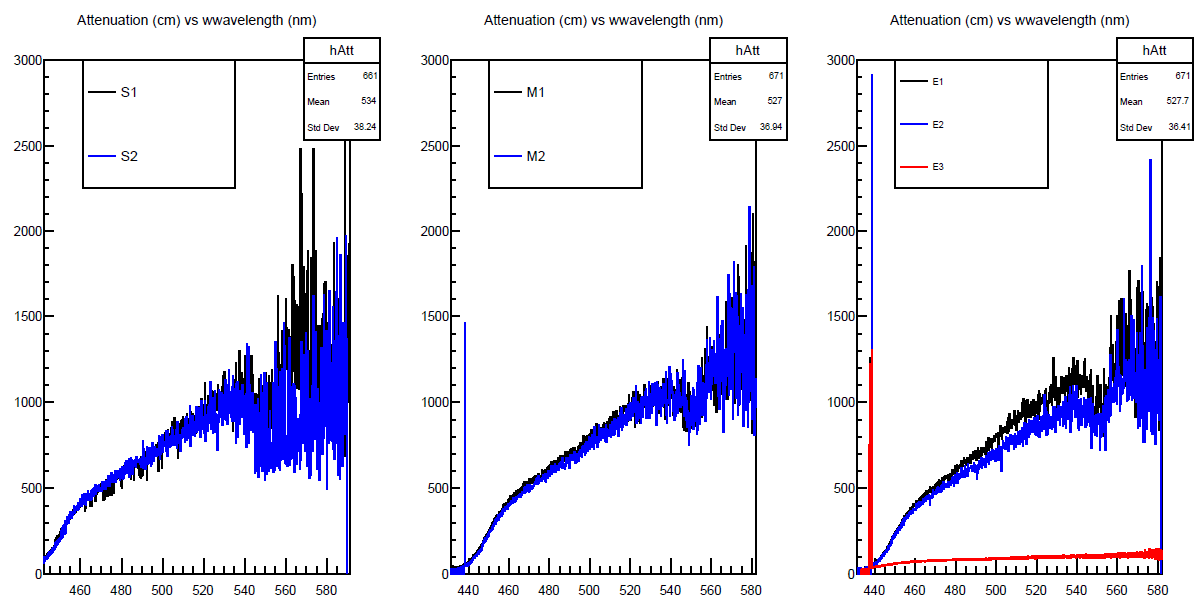 Attenuation (cm) vs wwavelength (nm)
hAtt
Entries 661
Mean 534
Std Dev 38.24
S1
S2
3000
2500
2000
1500
1000
500
0
460 480 500 520 540 560 580
Attenuation (cm) vs wwavelength (nm)
hAtt
Entries 671
Mean 527
Std Dev 36.94
M1
M2
3000
2500
2000
1500
1000
500
0
440 460 480 500 520 540 560 580
Attenuation (cm) vs wwavelength (nm)
hAtt
Entries 671
Mean 527.7
Std Dev 36.41
E1
E2
E3
3000
2500
2000
1500
1000
500
0
440 460 480 500 520 540 560 580